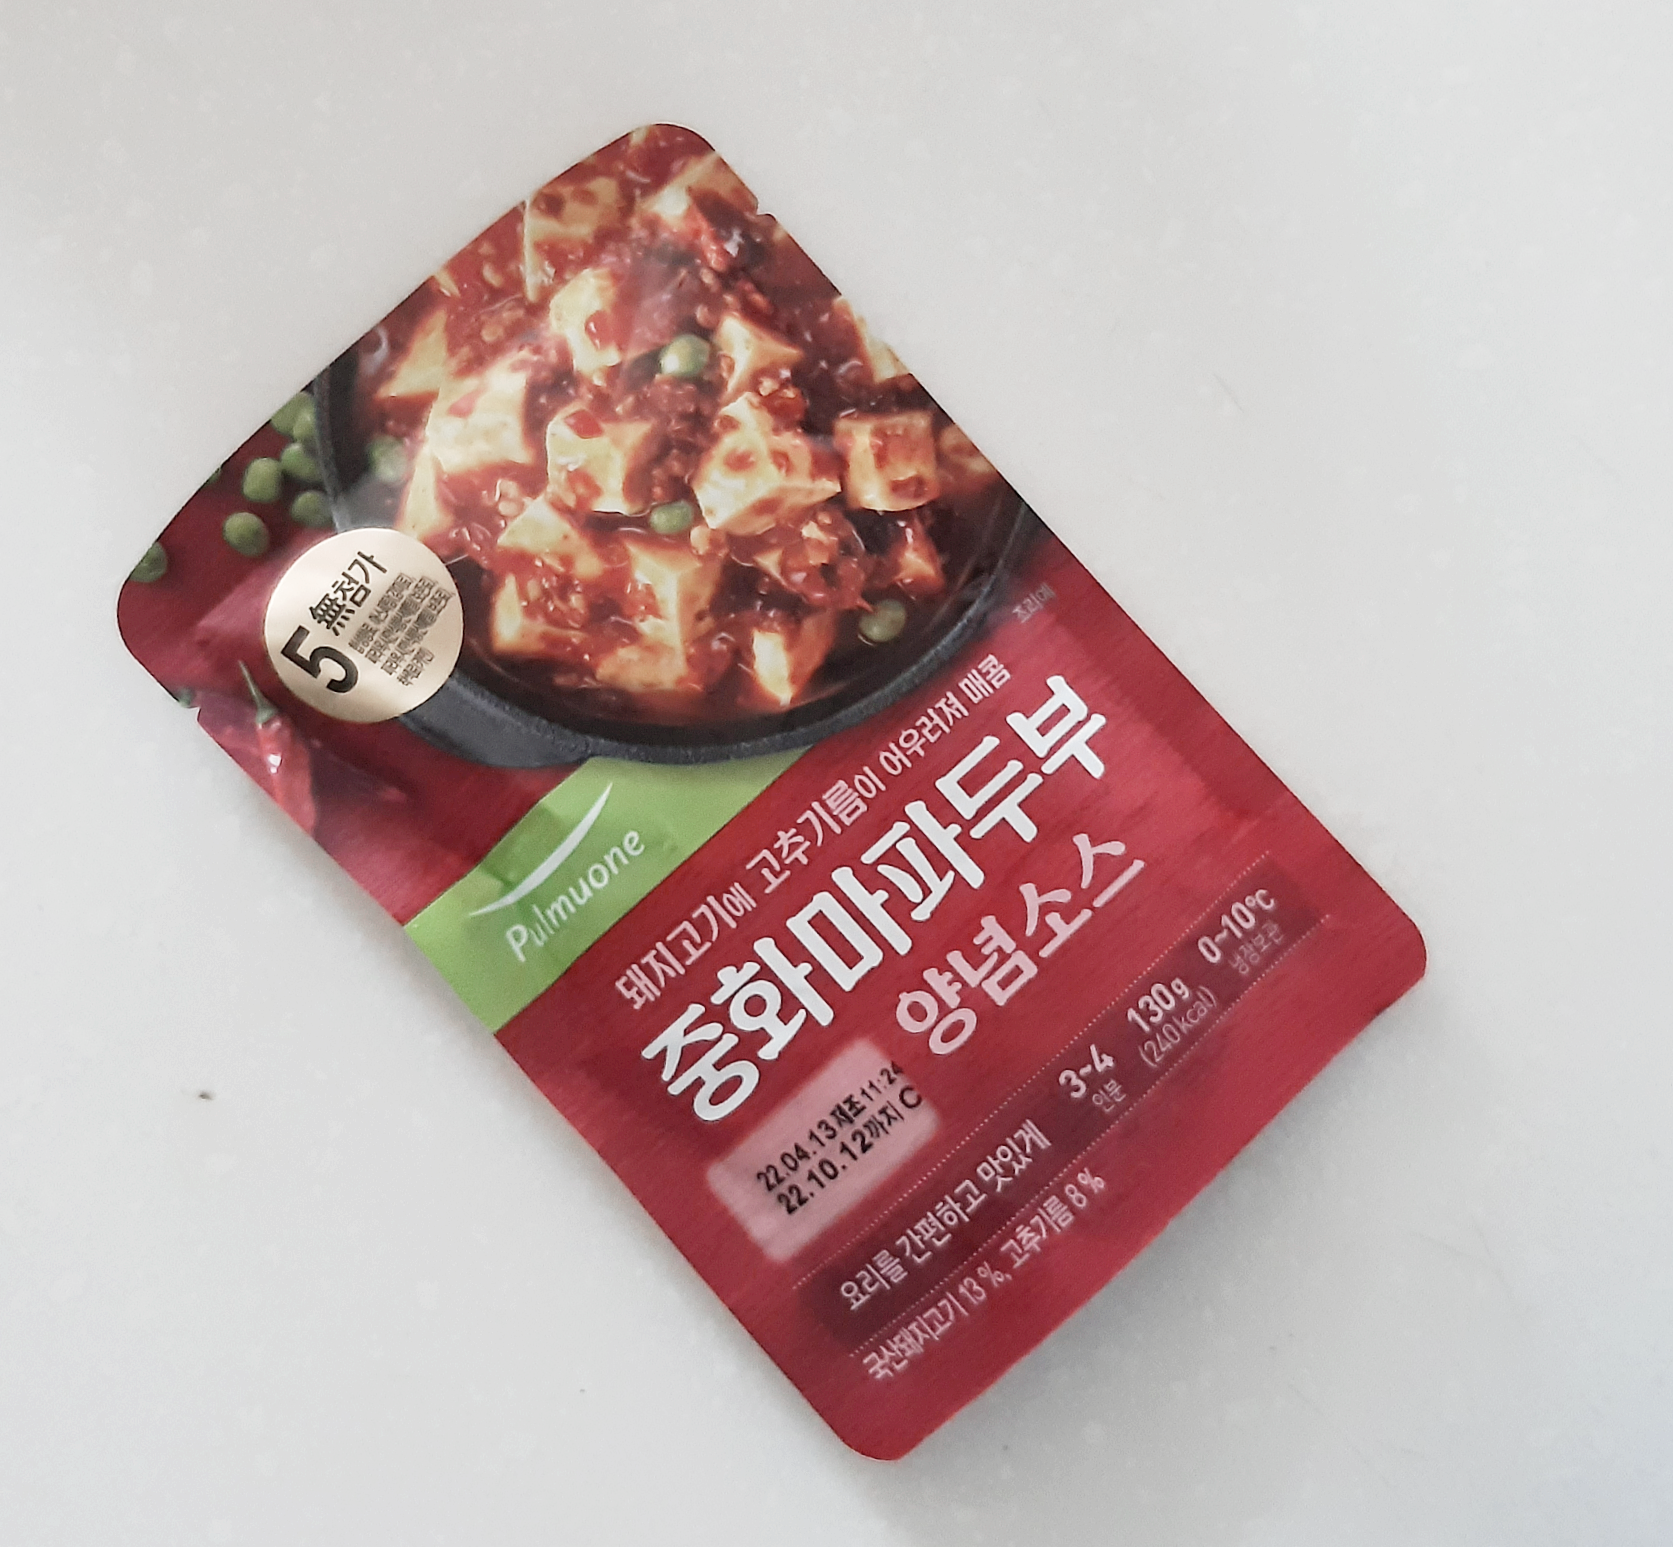 5 無첨가
조리예
Pulmuone
돼지고기에 고추기름이 어우러져 매콤
중화마파두부
양념소스
22.04.13제조11:24
22.10.12까지 C
요리를 간편하고 맛있게
3~4
인분
130g
(240kcal)
0~10℃
냉장보관
국산돼지고기 13%, 고추기름 8%